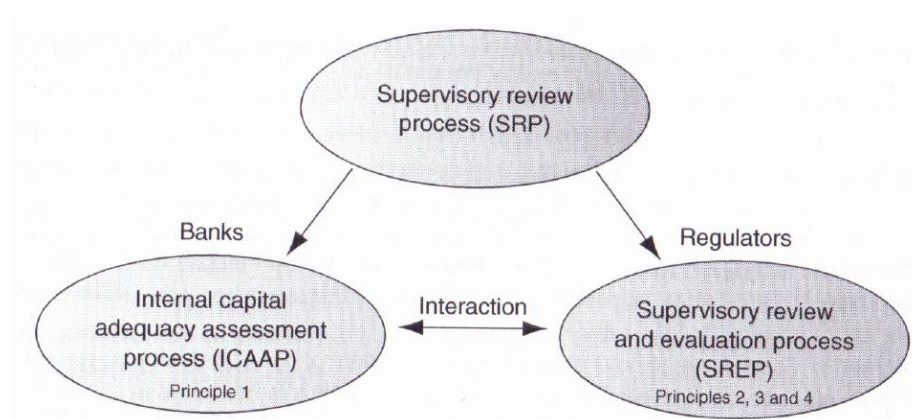 Supervisory review
process (SRP)
Banks
Regulators
Internal capital
adequacy assessment
process (ICAAP)
Principle 1
Interaction
Supervisory review
and evaluation process
(SREP)
Principles 2, 3 and 4